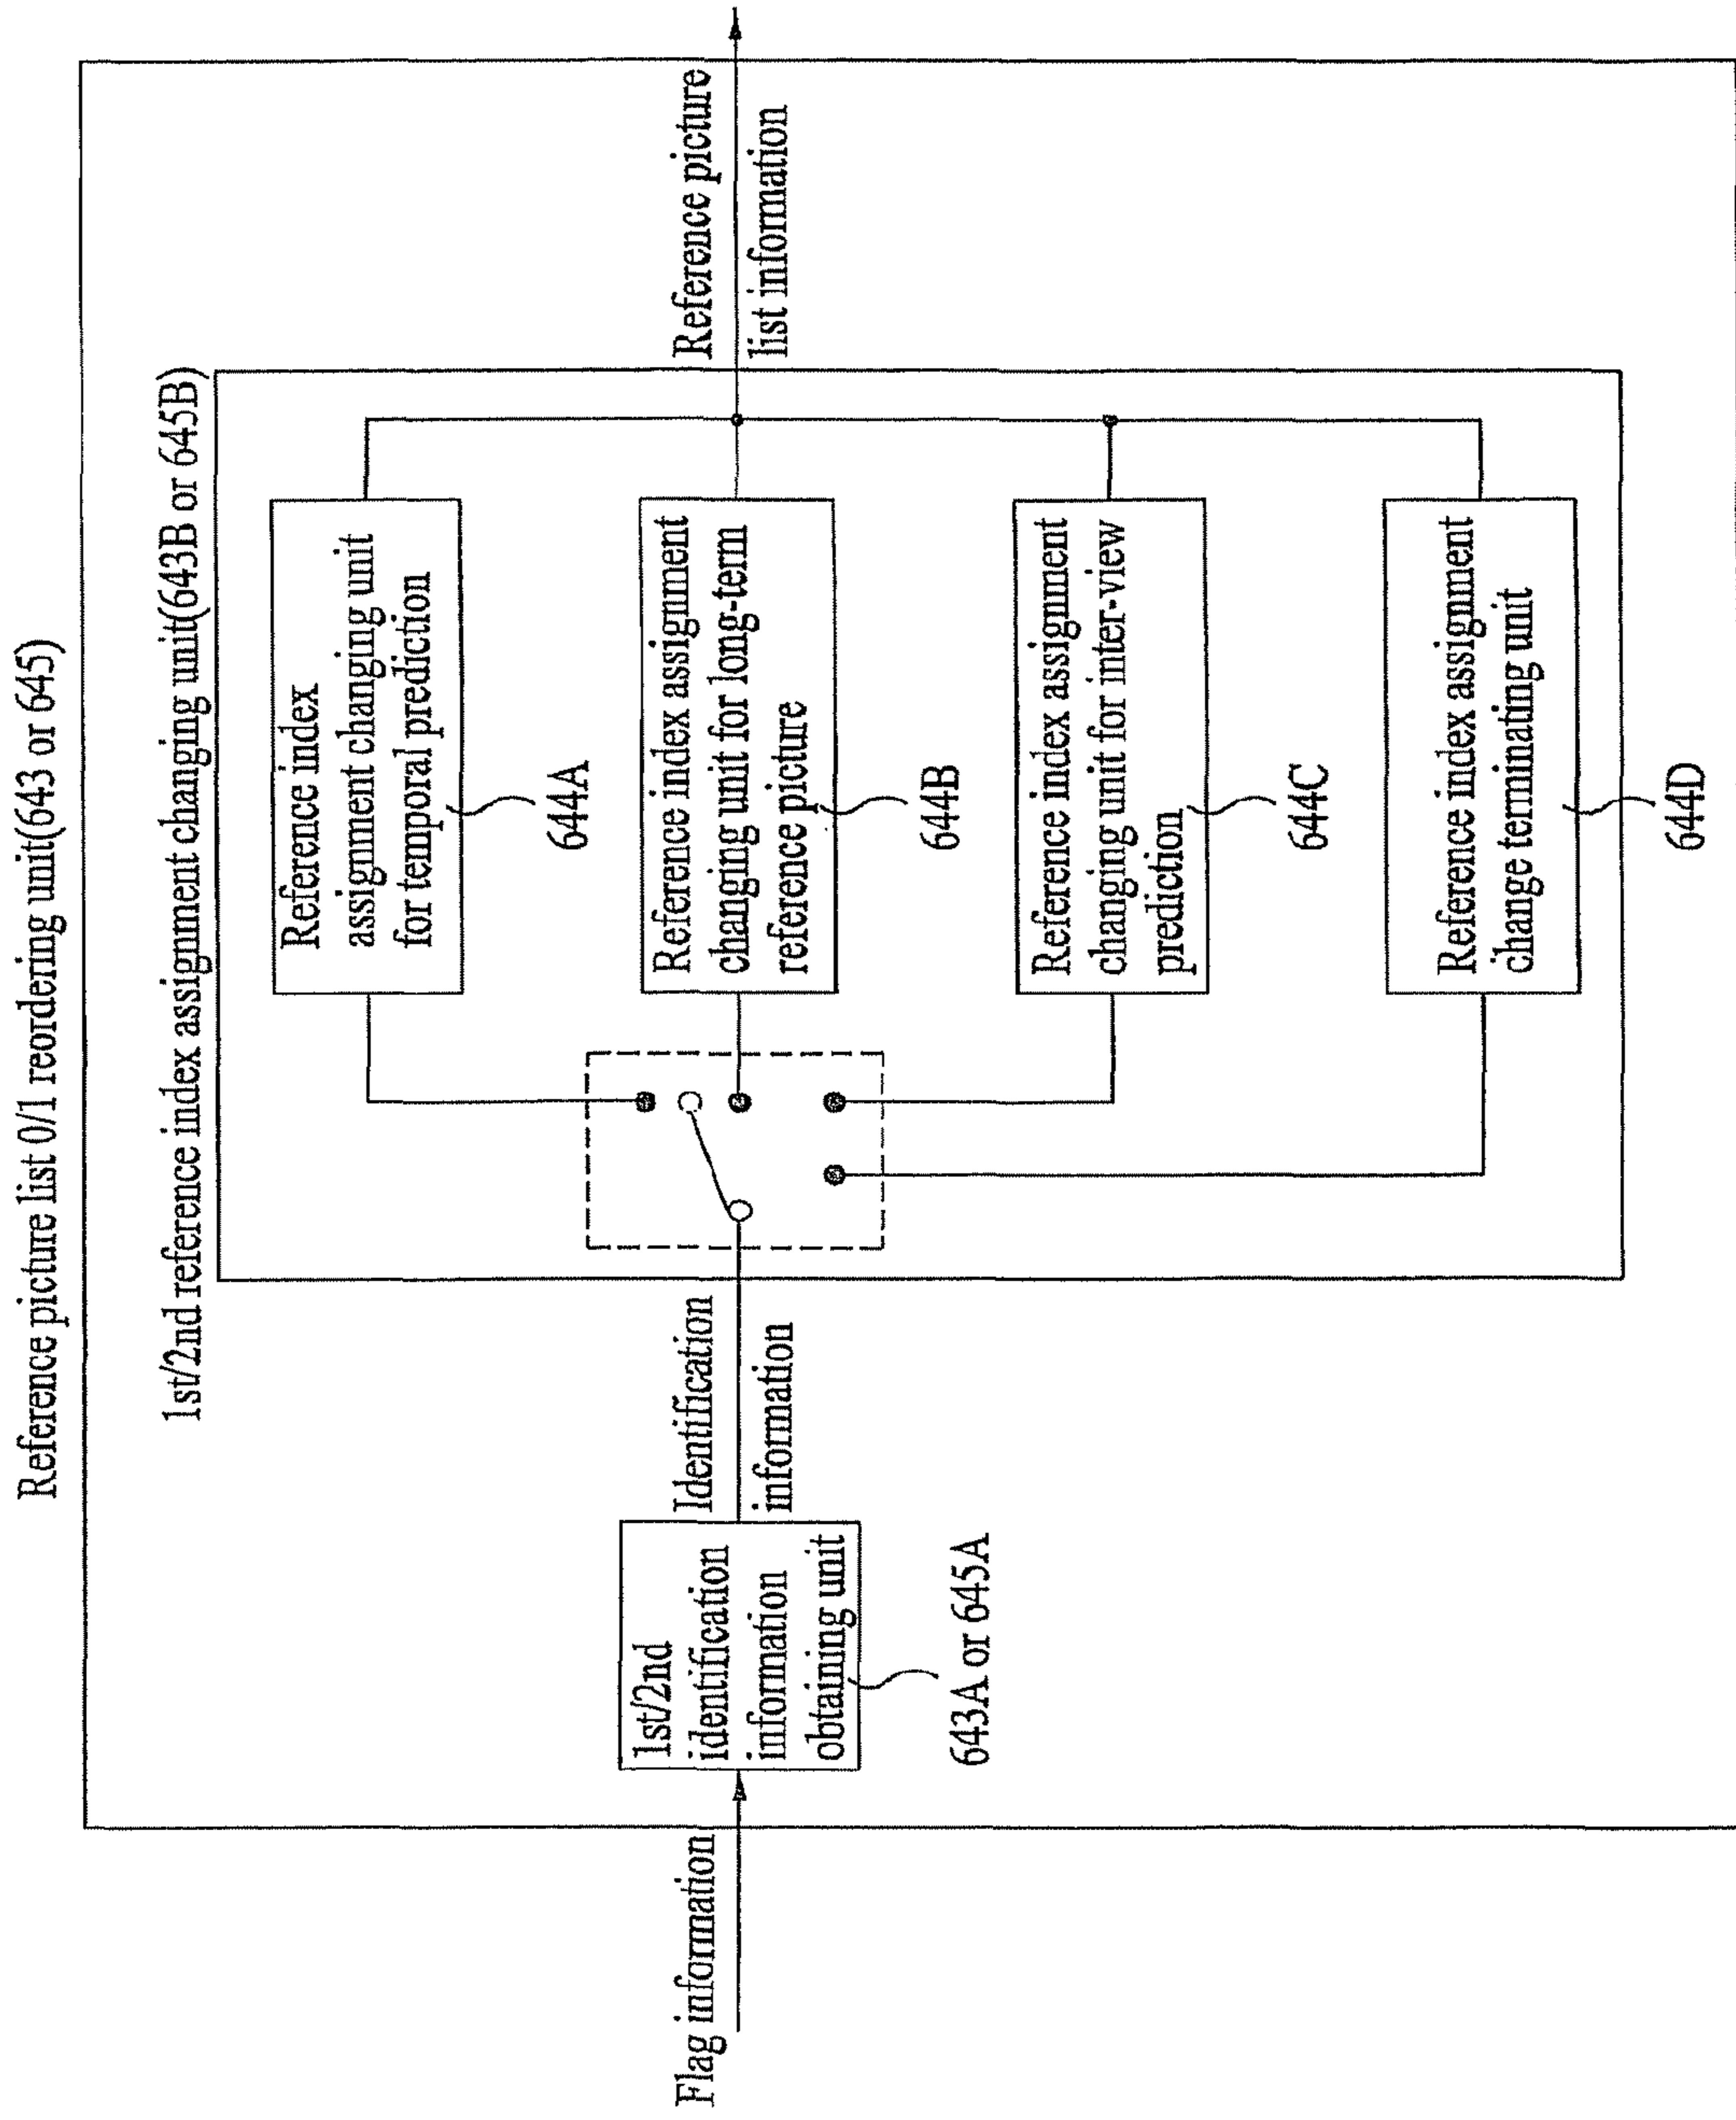 Reference picture list 0/1 reordering unit(643 or 645)
1st/2nd reference index assignment changing unit(643B or 645B)
Flag information
1st/2nd
identification
information
obtaining unit
643A or 645A
Identification
information
Reference index
assignment changing unit
for temporal prediction
644A
Reference index assignment
changing unit for long-term
reference picture
644B
Reference index assignment
changing unit for inter-view
prediction
644C
Reference index assignment
change terminating unit
644D
Reference picture
list information